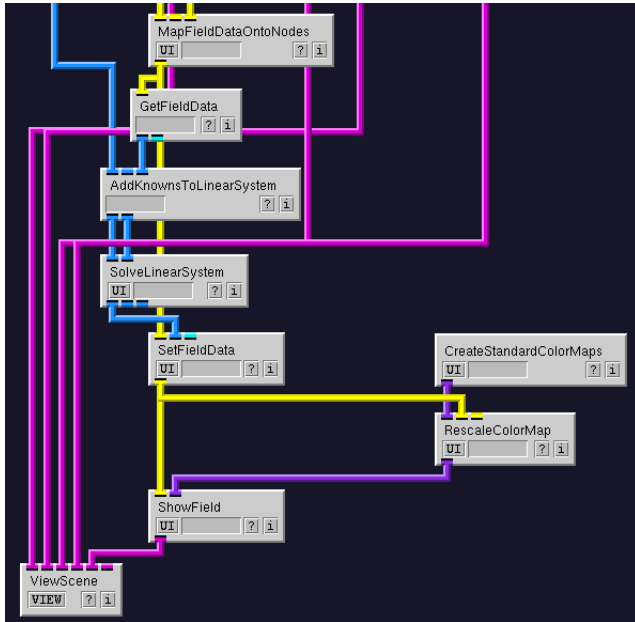 MapFieldDataOntoNodes
UI ? i
GetFieldData
? i
AddKnownsToLinearSystem
? i
SolveLinearSystem
UI ? i
SetFieldData
UI ? i
CreateStandardColorMaps
UI ? i
RescaleColorMap
UI ? i
ShowField
UI ? i
ViewScene
VIEW ? i